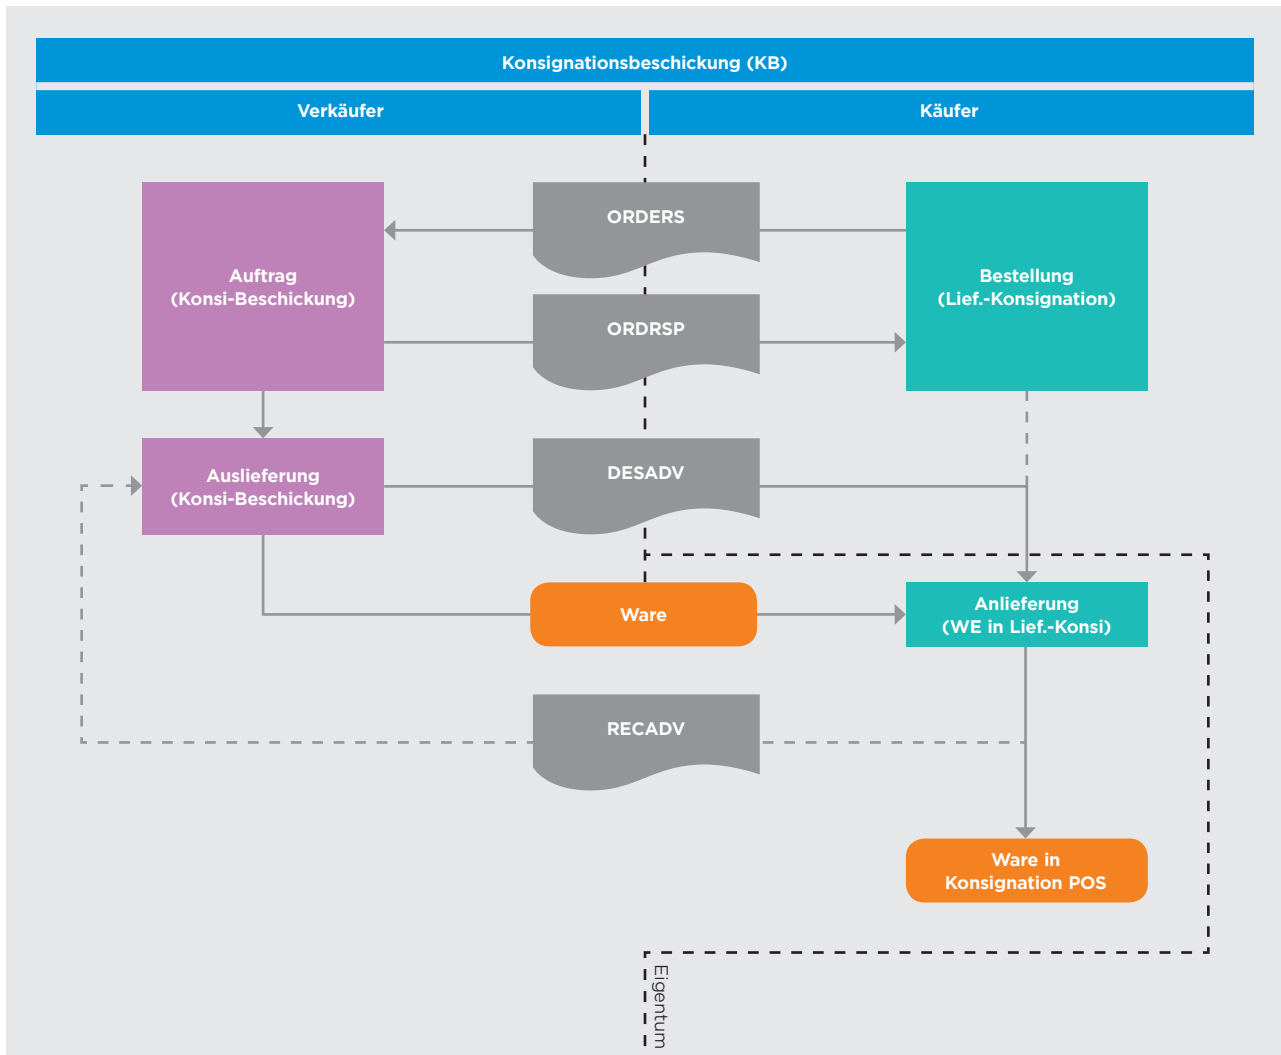 Konsignationsbeschickung (KB)
Verkäufer
Käufer
ORDERS
Auftrag
(Konsi-Beschickung)
Bestellung
(Lief.-Konsignation)
ORDRSP
Auslieferung
(Konsi-Beschickung)
DESADV
Ware
Anlieferung
(WE in Lief.-Konsi)
RECADV
Ware in
Konsignation POS
Eigentum